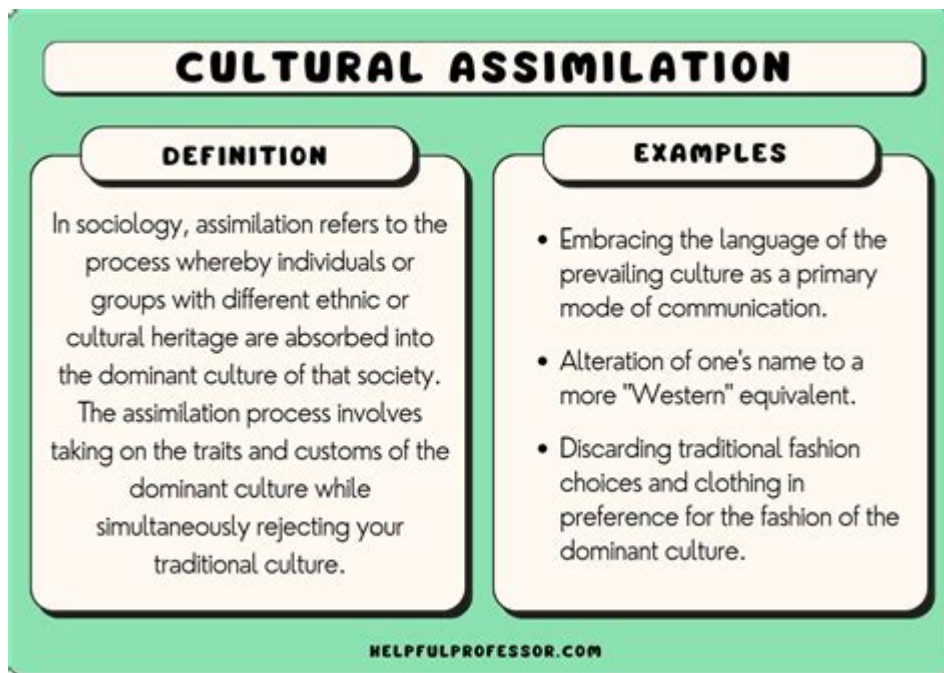 CULTURAL ASSIMILATION
DEFINITION
In sociology, assimilation refers to the
process whereby individuals or
groups with different ethnic or
cultural heritage are absorbed into
the dominant culture of that society.
The assimilation process involves
taking on the traits and customs of the
dominant culture while
simultaneously rejecting your
traditional culture.
EXAMPLES
• Embracing the language of the
prevailing culture as a primary
mode of communication.
• Alteration of one's name to a
more "Western" equivalent.
• Discarding traditional fashion
choices and clothing in
preference for the fashion of the
dominant culture.
HELPFULPROFESSOR.COM